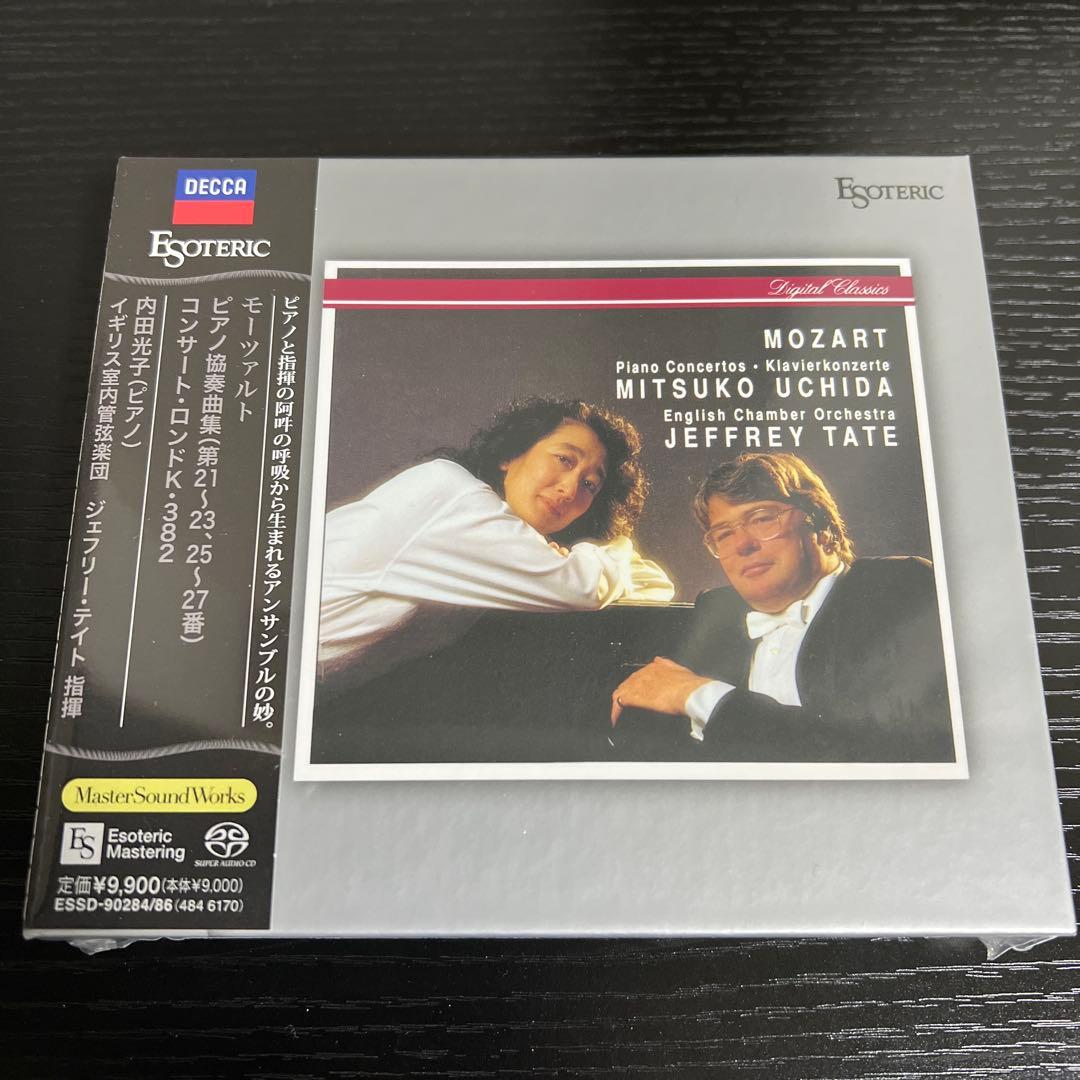 DECCA
ESOTERIC
ピアノと指揮の阿吽の呼吸から生まれるアンサンブルの妙。
モーツァルト
ピアノ協奏曲集(第21〜23、25〜27番)
コンサート・ロンドK・382
内田光子(ピアノ)
イギリス室内管弦楽団 ジェフリー・テイト 指揮
MasterSoundWorks
ES
Esoteric
Mastering
SUPER AUDIO CD
定価¥9,900(本体¥9,000)
ESSD-90284/86(484 6170)
ESOTERIC
Digital Classics
MOZART
Piano Concertos • Klavierkonzerte
MITSUKO UCHIDA
English Chamber Orchestra
JEFFREY TATE